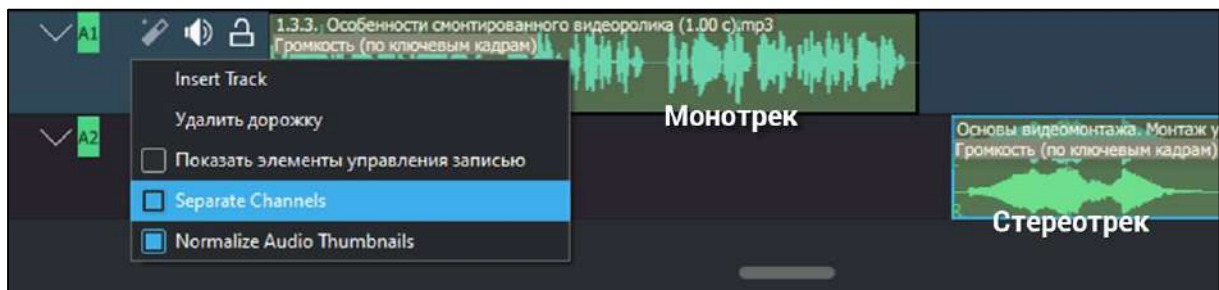 A1
1.3.3. Особенности смонтированного видеоролика (1.00 с).mp3
Громкость (по ключевым кадрам)
Insert Track
Удалить дорожку
Показать элементы управления записью
Separate Channels
Normalize Audio Thumbnails
Монотрек
A2
Основы видеомонтажа. Монтаж у
Громкость (по ключевым кадрам)
R
Стереотрек